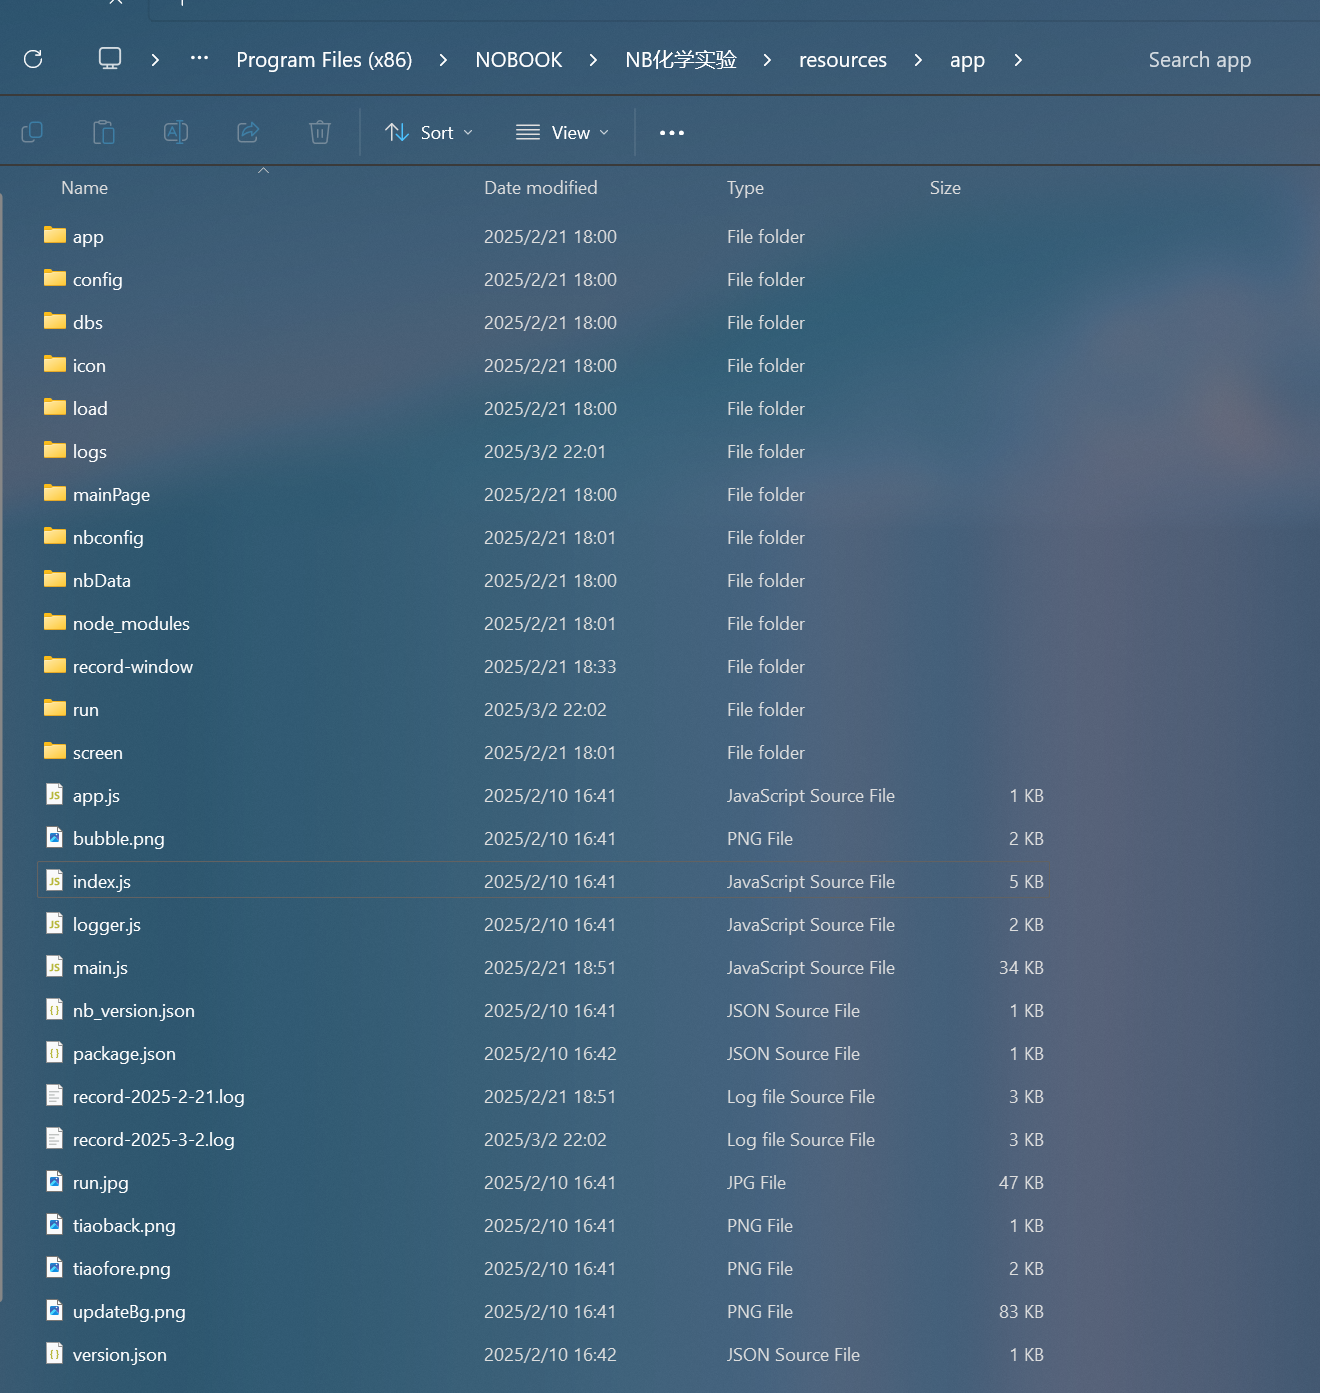 Program Files (x86) NOBOOK NB化学实验 resources app Search app
Sort View
Name Date modified Type Size
app 2025/2/21 18:00 File folder
config 2025/2/21 18:00 File folder
dbs 2025/2/21 18:00 File folder
icon 2025/2/21 18:00 File folder
load 2025/2/21 18:00 File folder
logs 2025/3/2 22:01 File folder
mainPage 2025/2/21 18:00 File folder
nbconfig 2025/2/21 18:01 File folder
nbData 2025/2/21 18:00 File folder
node_modules 2025/2/21 18:01 File folder
record-window 2025/2/21 18:33 File folder
run 2025/3/2 22:02 File folder
screen 2025/2/21 18:01 File folder
app.js 2025/2/10 16:41 JavaScript Source File 1 KB
bubble.png 2025/2/10 16:41 PNG File 2 KB
index.js 2025/2/10 16:41 JavaScript Source File 5 KB
logger.js 2025/2/10 16:41 JavaScript Source File 2 KB
main.js 2025/2/21 18:51 JavaScript Source File 34 KB
nb_version.json 2025/2/10 16:41 JSON Source File 1 KB
package.json 2025/2/10 16:42 JSON Source File 1 KB
record-2025-2-21.log 2025/2/21 18:51 Log file Source File 3 KB
record-2025-3-2.log 2025/3/2 22:02 Log file Source File 3 KB
run.jpg 2025/2/10 16:41 JPG File 47 KB
tiaoback.png 2025/2/10 16:41 PNG File 1 KB
tiaofore.png 2025/2/10 16:41 PNG File 2 KB
updateBg.png 2025/2/10 16:41 PNG File 83 KB
version.json 2025/2/10 16:42 JSON Source File 1 KB